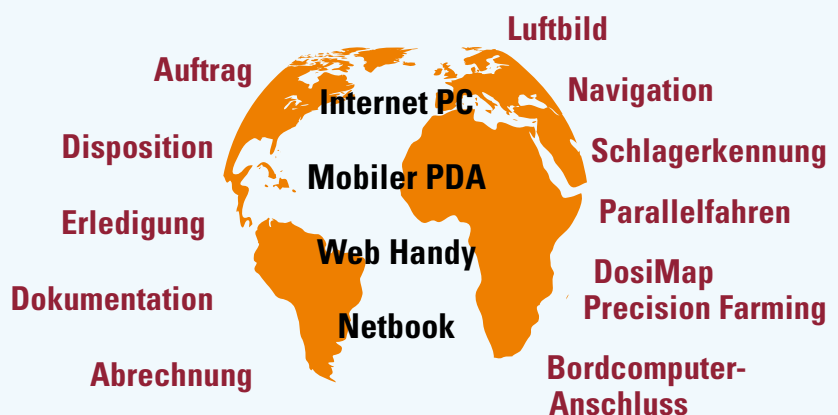 Luftbild
Auftrag
Internet PC
Navigation
Disposition
Mobiler PDA
Schlagerkennung
Erledigung
Parallelfahren
Web Handy
DosiMap
Precision Farming
Dokumentation
Netbook
Abrechnung
Bordcomputer-
Anschluss